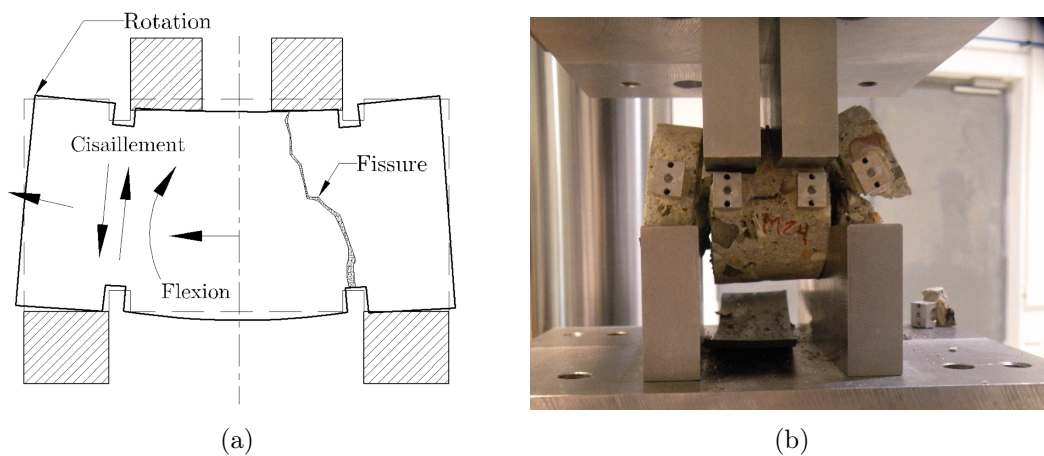 Rotation
Cisaillement
Fissure
Flexion
M24
(a)
(b)